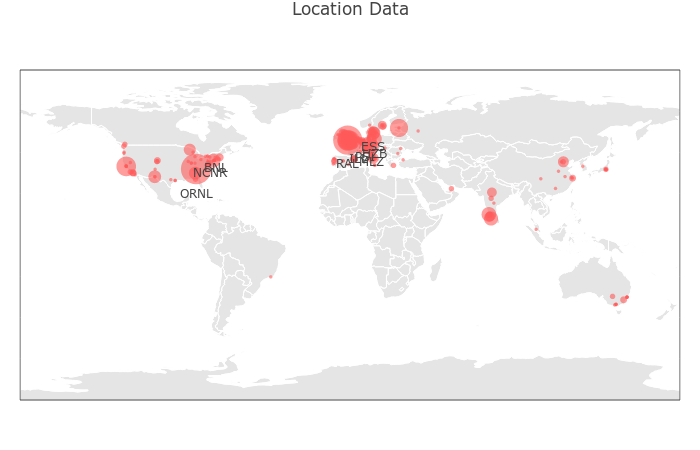 Location Data
ESS
RAL
BNL
NCNR
ORNL